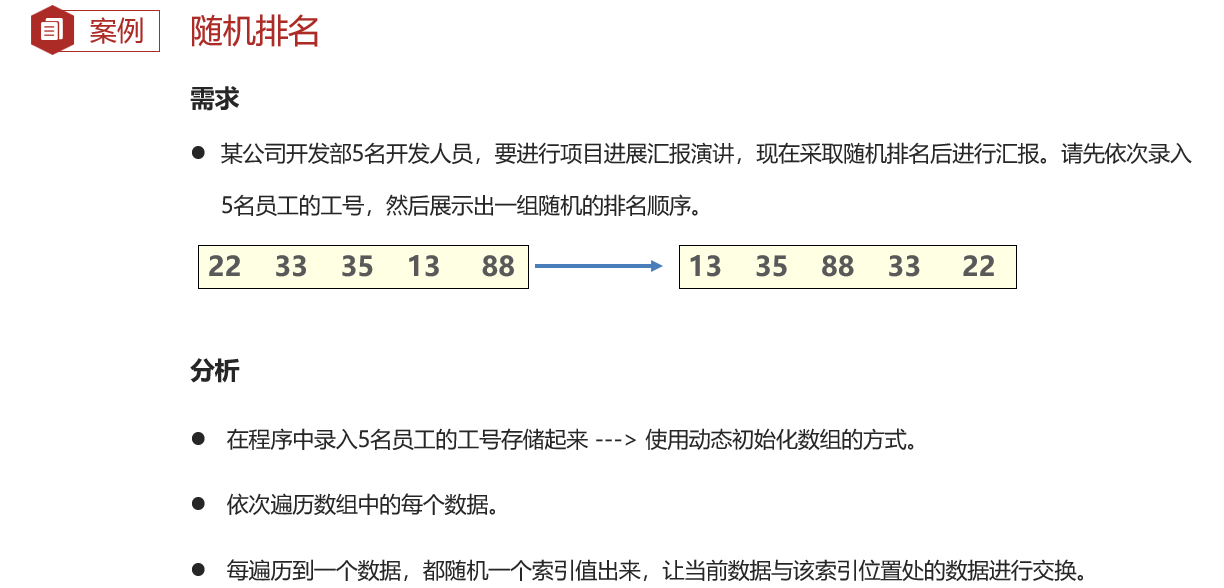 案例 随机排名
需求
● 某公司开发部5名开发人员，要进行项目进展汇报演讲，现在采取随机排名后进行汇报。请先依次录入
5名员工的工号，然后展示出一组随机的排名顺序。
22 33 35 13 88 13 35 88 33 22
分析
● 在程序中录入5名员工的工号存储起来 ---> 使用动态初始化数组的方式。
● 依次遍历数组中的每个数据。
● 每遍历到一个数据，都随机一个索引值出来，让当前数据与该索引位置处的数据进行交换。